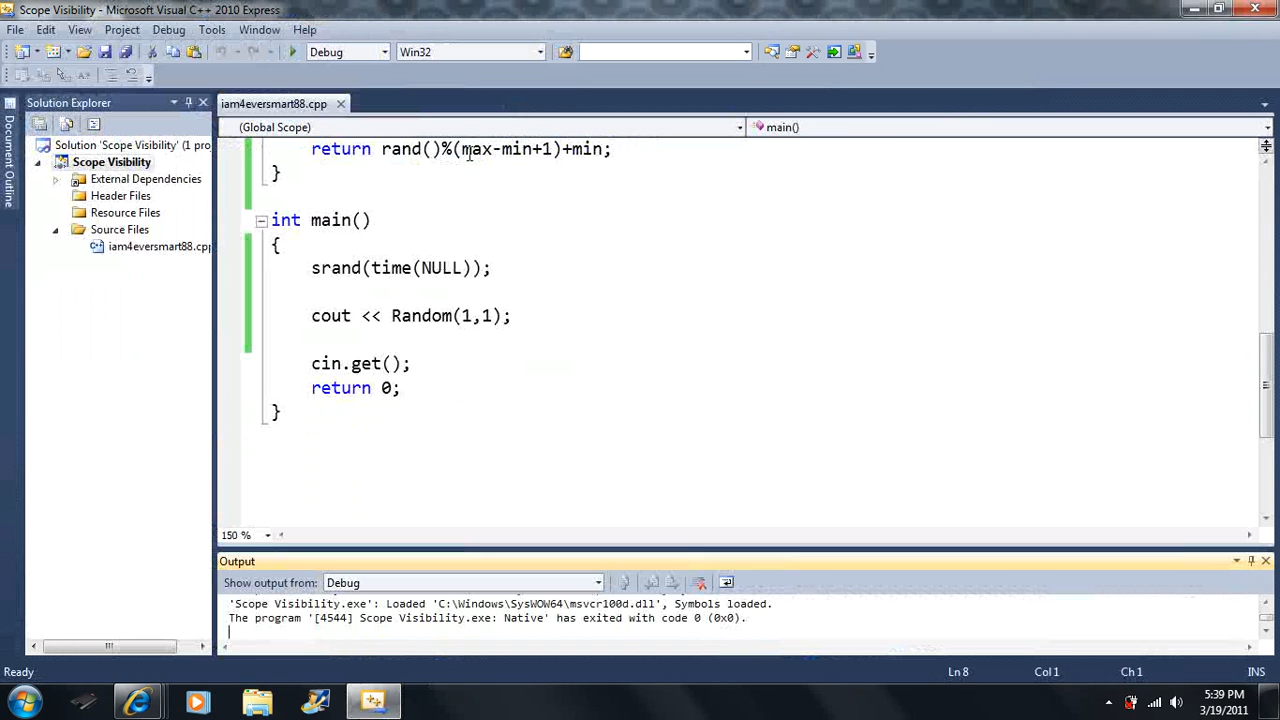 Scope Visibility - Microsoft Visual C++ 2010 Express
File Edit View Project Debug Tools Window Help
Debug Win32
Solution Explorer
iam4eversmart88.cpp
(Global Scope) main()
Document Outline
Solution 'Scope Visibility' (1 pro
Scope Visibility
External Dependencies
Header Files
Resource Files
Source Files
iam4eversmart88.cpp
return rand()%(max-min+1)+min;
}
int main()
{
srand(time(NULL));
cout << Random(1,1);
cin.get();
return 0;
}
150 %
Output
Show output from: Debug
'Scope Visibility.exe': Loaded 'C:\Windows\SysWOW64\msvcr100d.dll', Symbols loaded.
The program '[4544] Scope Visibility.exe: Native' has exited with code 0 (0x0).
Ready Ln 8 Col 1 Ch 1 INS
5:39 PM
3/19/2011